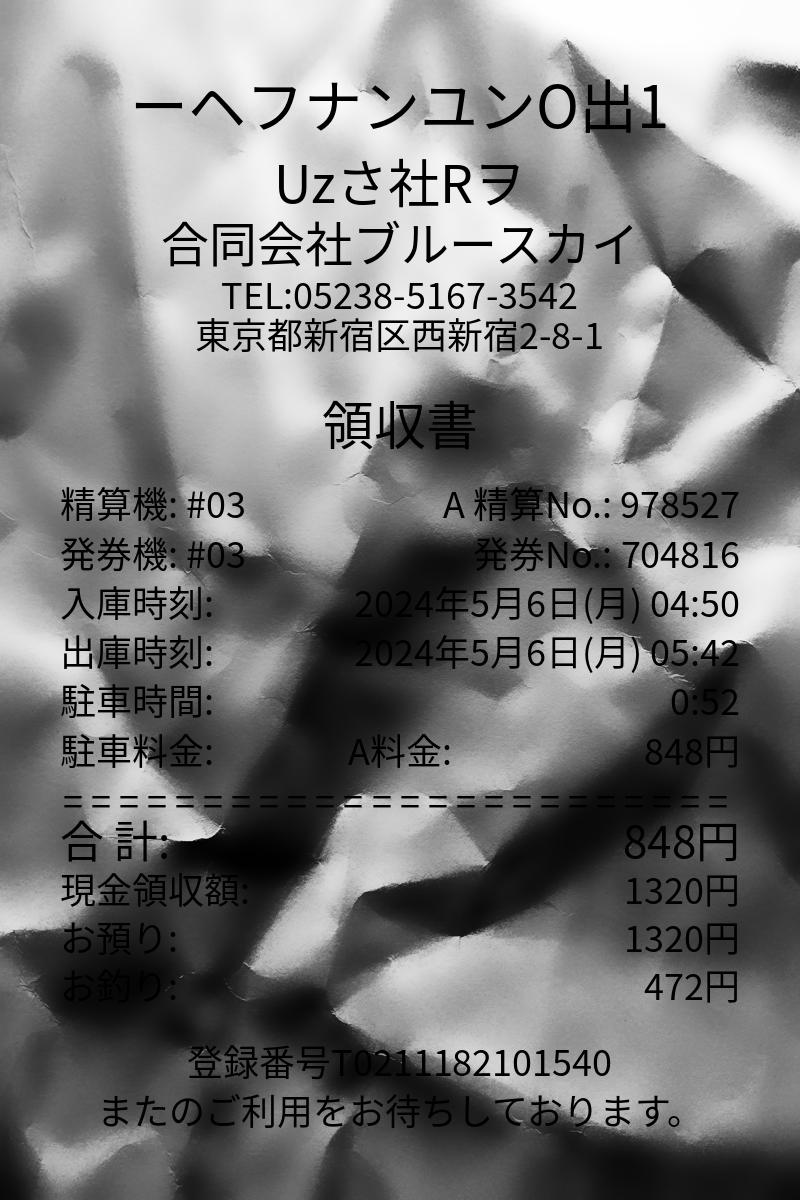 ーヘフナンユンO出1
Uzさ社Rヲ
合同会社ブルースカイ
TEL:05238-5167-3542
東京都新宿区西新宿2-8-1
領収書
精算機: #03 A 精算No.: 978527
発券機: #03 発券No.: 704816
入庫時刻: 2024年5月6日(月) 04:50
出庫時刻: 2024年5月6日(月) 05:42
駐車時間: 0:52
駐車料金: A料金: 848円
========================
合 計: 848円
現金領収額: 1320円
お預り: 1320円
お釣り: 472円
登録番号T0211182101540
またのご利用をお待ちしております。